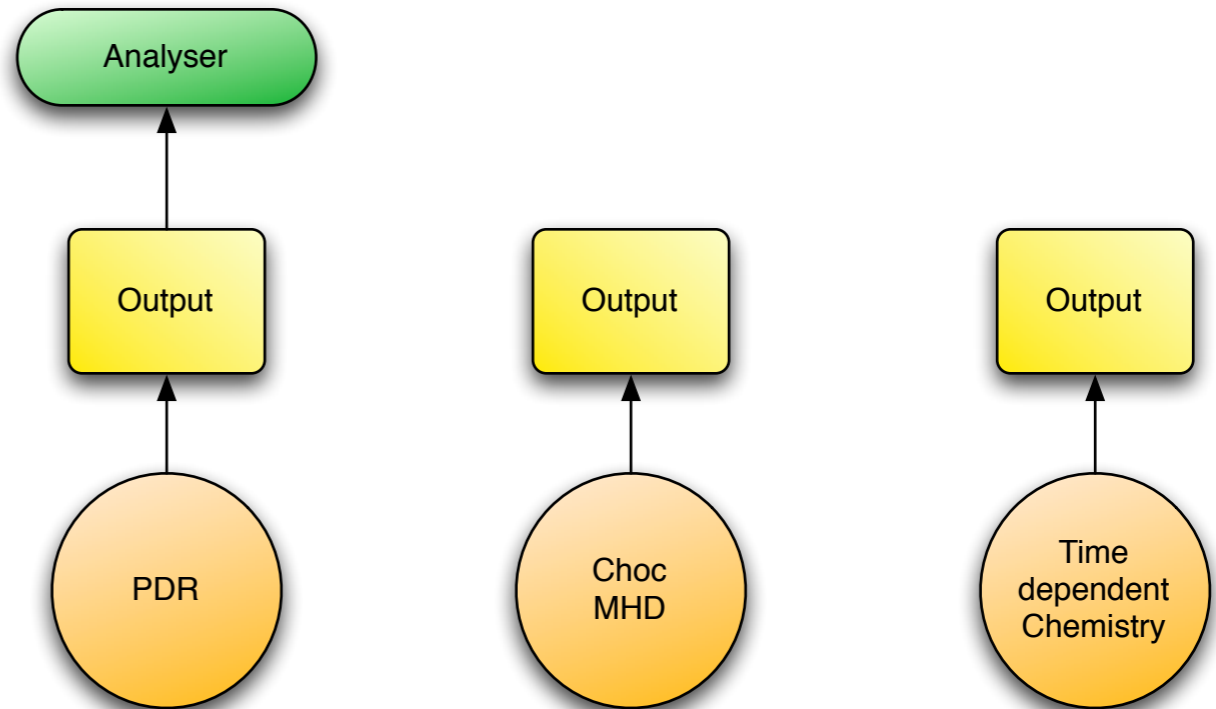 Analyser
Output
Output
Output
PDR
Choc
MHD
Time
dependent
Chemistry